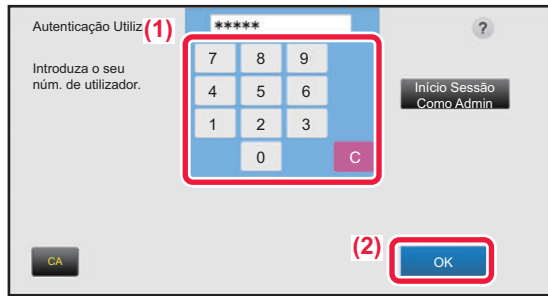 Autenticação Utiliz
(1)
*****
?
Introduza o seu
núm. de utilizador.
7 8 9
4 5 6
1 2 3
0 C
Início Sessão
Como Admin
(2)
CA
OK